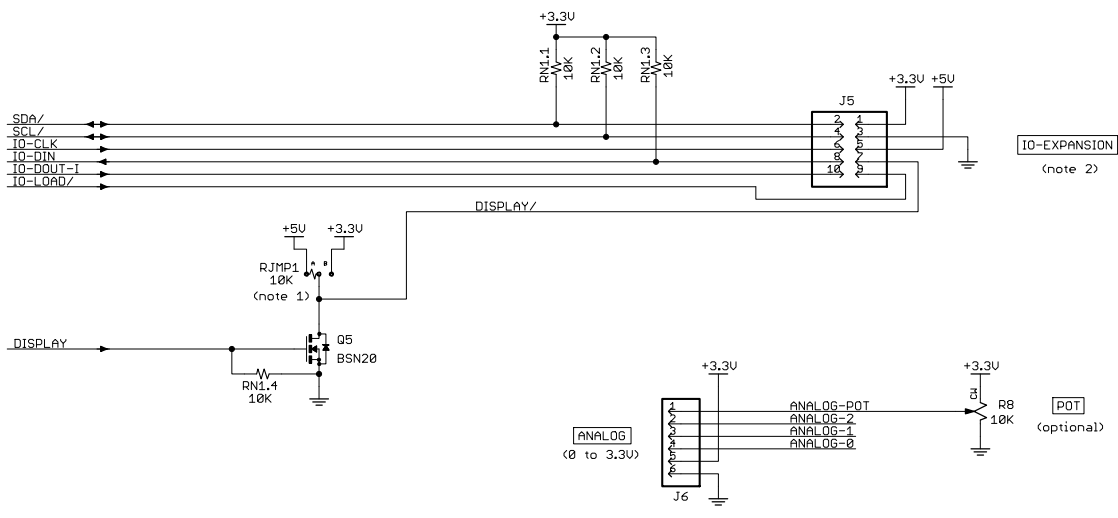 +3.3V
RN1.1
10K
RN1.2
10K
RN1.3
10K
+3.3V
+5V
J5
SDA/
SCL/
IO-CLK
IO-DIN
IO-DOUT-I
IO-LOAD/
2 1
4 3
6 5
8 7
10 9
IO-EXPANSION
(note 2)
DISPLAY/
+5V
+3.3V
A B
RJMP1
10K
(note 1)
DISPLAY
Q5
BSN20
RN1.4
10K
+3.3V
+3.3V
ANALOG
(0 to 3.3V)
1
2
3
4
5
6
J6
ANALOG-POT
ANALOG-2
ANALOG-1
ANALOG-0
CW
R8
10K
POT
(optional)